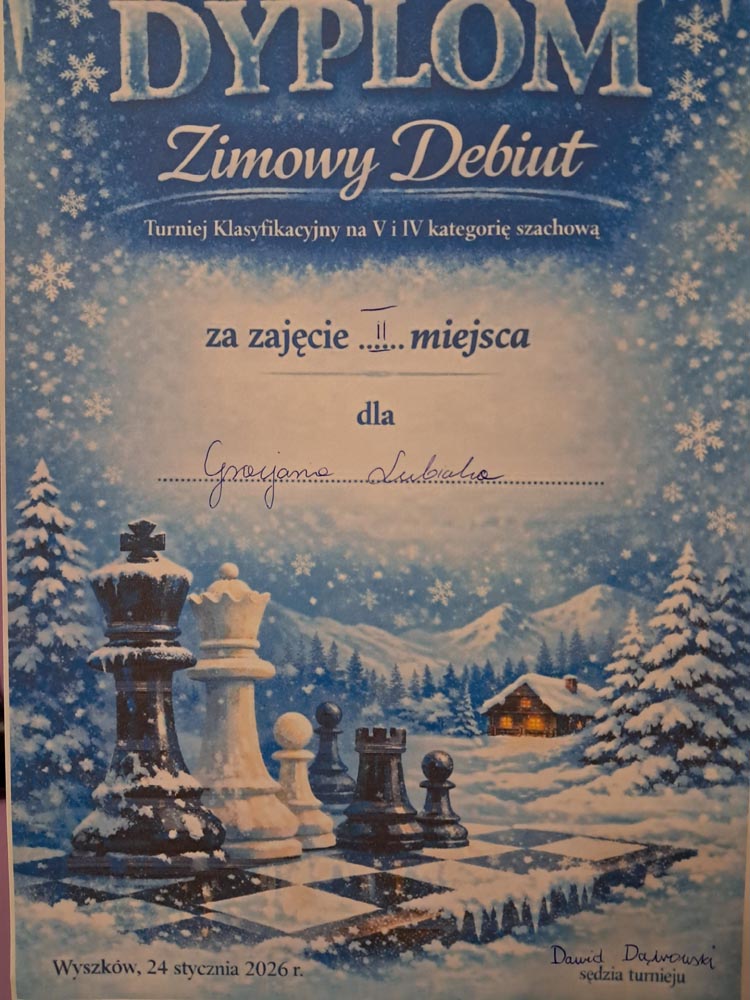 DYPLOM
Zimowy Debiut
Turniej Klasyfikacyjny na V i IV kategorię szachową
za zajęcie ..II.. miejsca
dla
Wyszków, 24 stycznia 2026 r.
Dawid Dąbrowski
sędzia turnieju